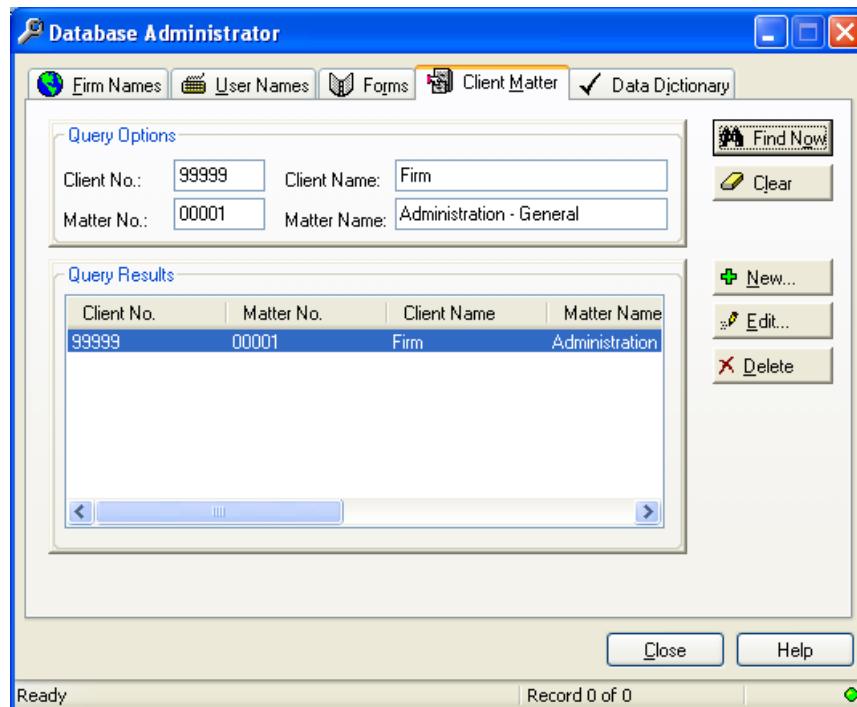 Database Administrator
Firm Names User Names Forms Client Matter Data Dictionary
Query Options
Client No.: 99999 Client Name: Firm
Matter No.: 00001 Matter Name: Administration - General
Find Now
Clear
Query Results
Client No. Matter No. Client Name Matter Name
99999 00001 Firm Administration
New...
Edit...
Delete
Close Help
Ready Record 0 of 0